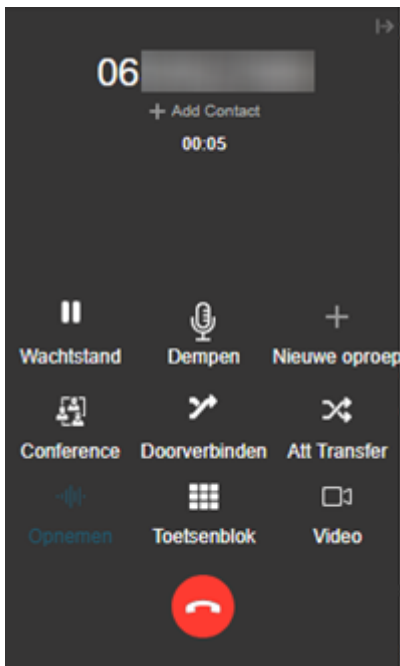 06
+ Add Contact
00:05
Wachtstand Dempen Nieuwe oproep
Conference Doorverbinden Att Transfer
Opnemen Toetsenblok Video